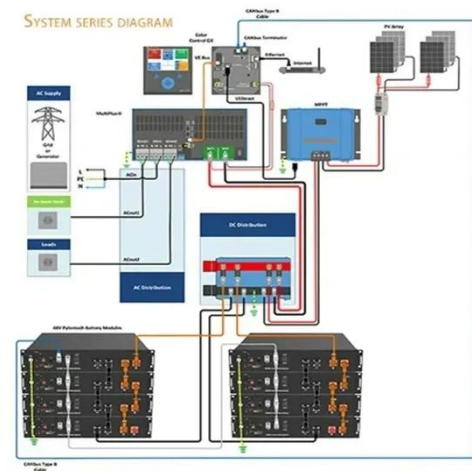 SYSTEM SERIES DIAGRAM
CANbus Type B
Cable
Color
Control GX
CANbus Terminator
VE Bus
Ethernet
Internet
PV Array
AC Supply
Grid
or
Generator
MultiPlus-II
VE.Direct
MPPT
L
PE
N
ACin
ACout1
Loads
ACout2
AC Distribution
DC Distribution
48V Pylontech Battery Modules
CANbus Type B
Cable